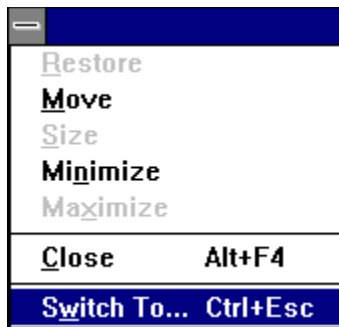 Restore
Move
Size
Minimize
Maximize
Close Alt+F4
Switch To... Ctrl+Esc